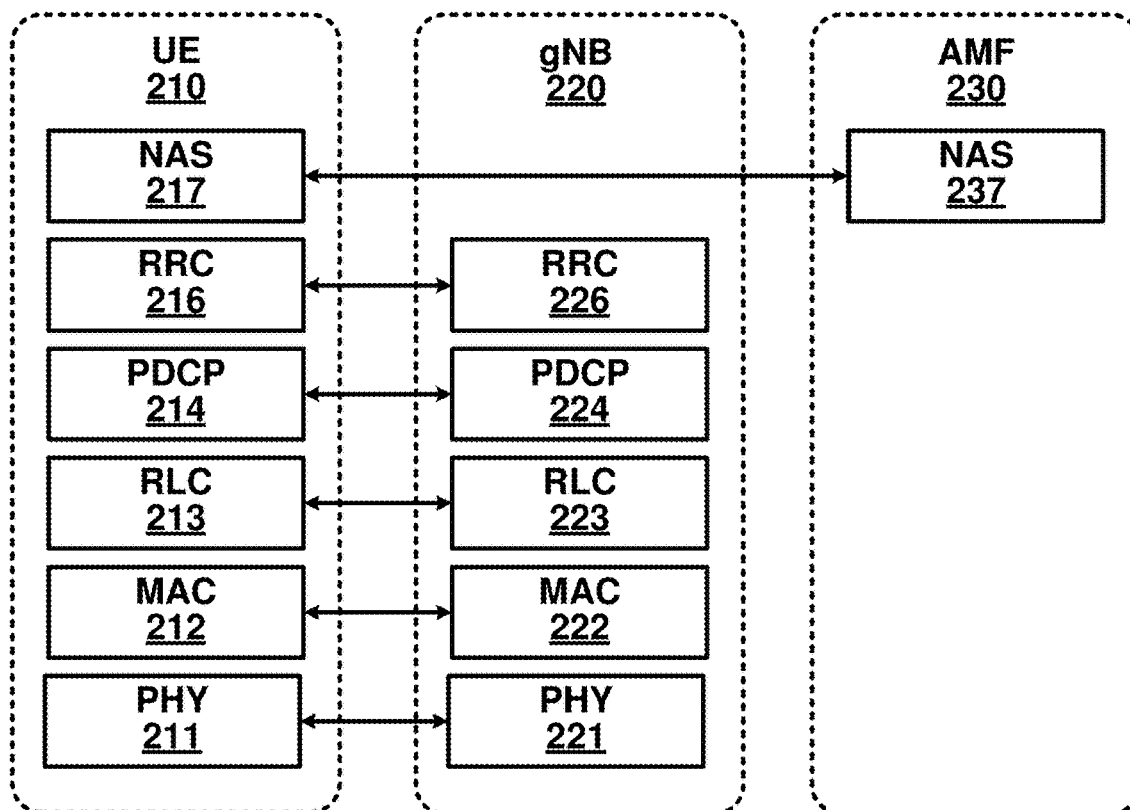 UE
210
gNB
220
AMF
230
NAS
217
NAS
237
RRC
216
RRC
226
PDCP
214
PDCP
224
RLC
213
RLC
223
MAC
212
MAC
222
PHY
211
PHY
221